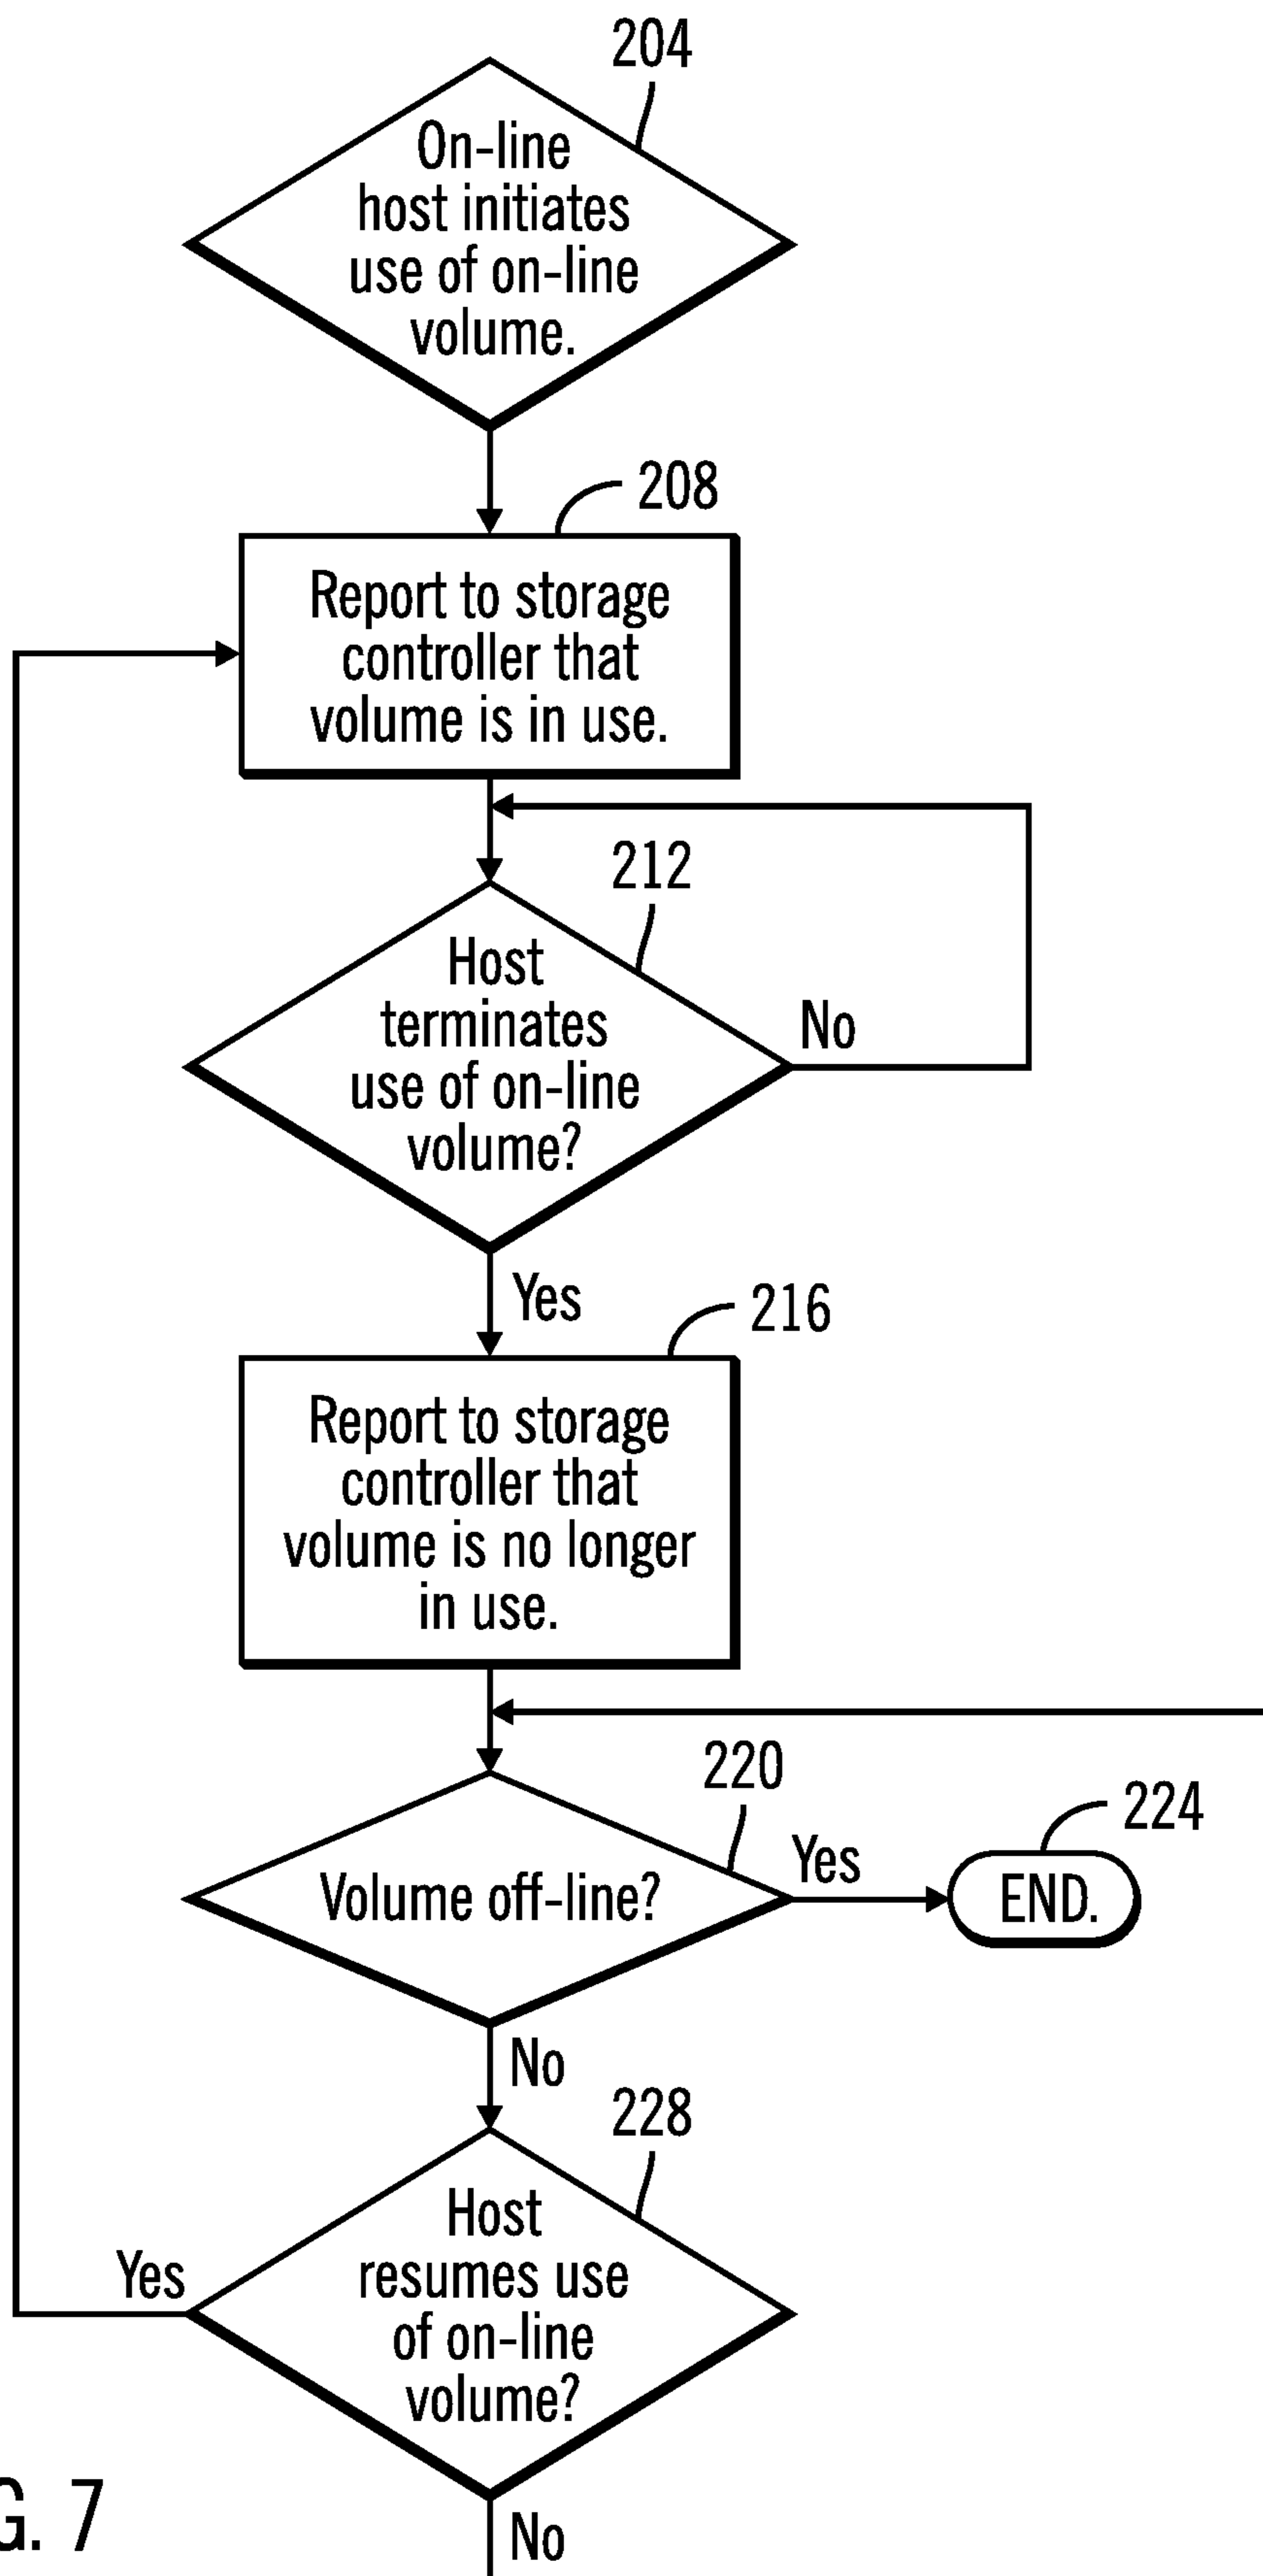 204
On-line
host initiates
use of on-line
volume.
208
Report to storage
controller that
volume is in use.
212
Host
terminates
use of on-line
volume?
No
Yes
216
Report to storage
controller that
volume is no longer
in use.
220
Volume off-line?
Yes
224
END.
No
228
Host
resumes use
of on-line
volume?
Yes
No
G. 7